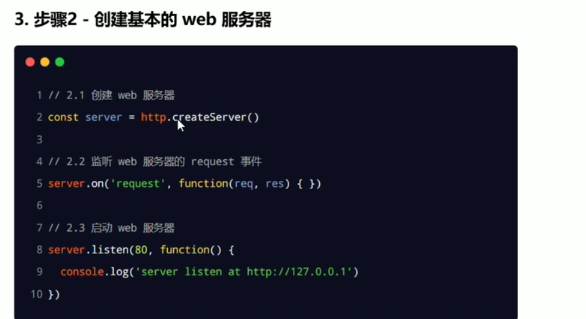 3. 步骤2 - 创建基本的 web 服务器
1 // 2.1 创建 web 服务器
2 const server = http.createServer()
3
4 // 2.2 监听 web 服务器的 request 事件
5 server.on('request', function(req, res) { })
6
7 // 2.3 启动 web 服务器
8 server.listen(80, function() {
9   console.log('server listen at http://127.0.0.1')
10 })